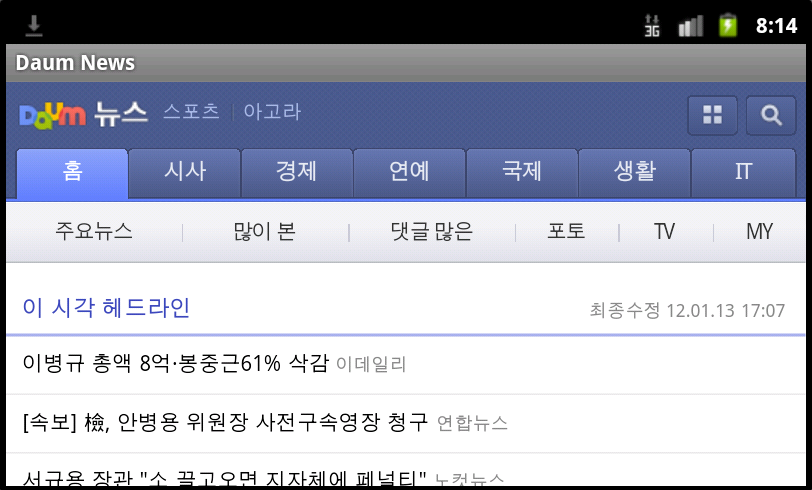 3G 8:14
Daum News
Daum 뉴스 스포츠 아고라
홈 시사 경제 연예 국제 생활 IT
주요뉴스 많이 본 댓글 많은 포토 TV MY
이 시각 헤드라인 최종수정 12.01.13 17:07
이병규 총액 8억·봉중근61% 삭감 이데일리
[속보] 檢, 안병용 위원장 사전구속영장 청구 연합뉴스
서규용 장관 "소 끌고오면 지자체에 페널티" 노컷뉴스